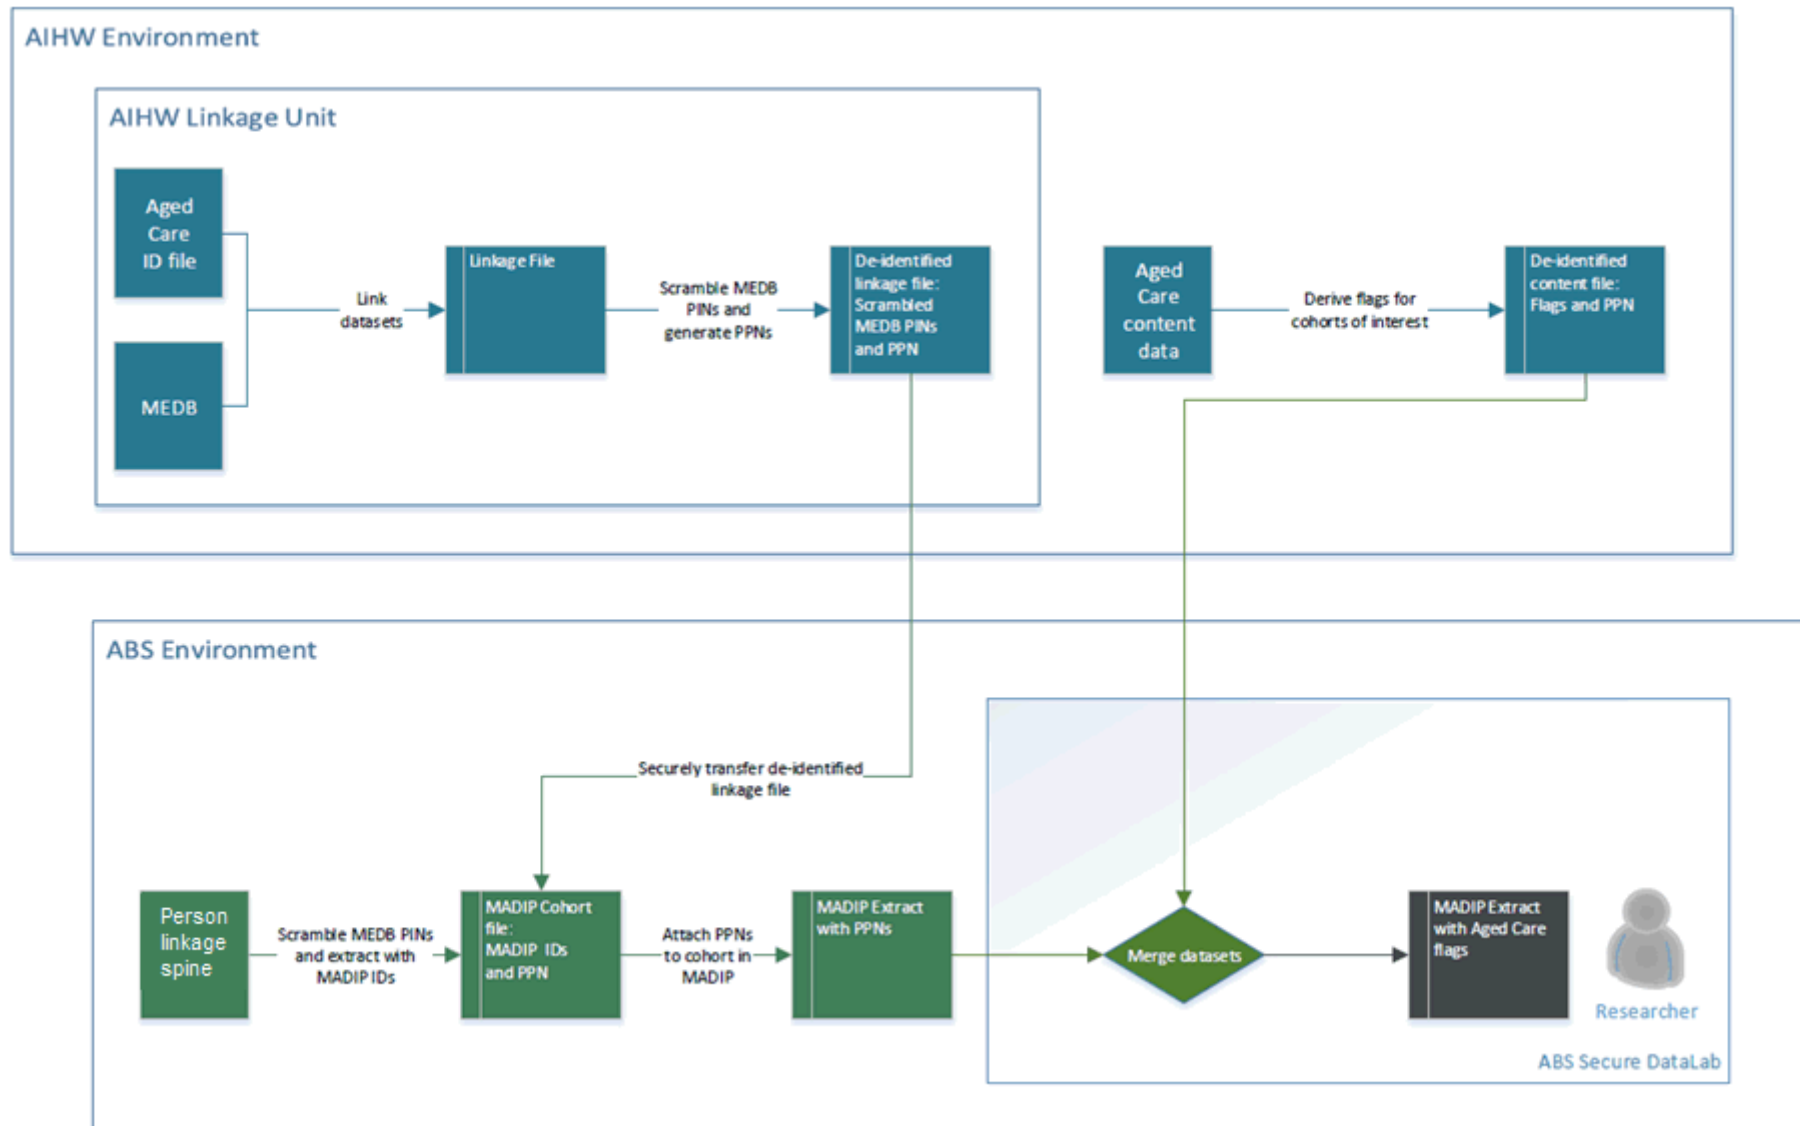 AIHW Environment
AIHW Linkage Unit
Aged
Care
ID file
MEDB
Link
datasets
Linkage File
Scramble MEDB
PINs and
generate PPNs
De-identified
linkage file:
Scrambled
MEDB PINs
and PPN
Aged
Care
content
data
Derive flags for
cohorts of interest
De-identified
content file:
Flags and PPN
ABS Environment
Securely transfer de-identified
linkage file
Person
linkage
spine
Scramble MEDB PINs
and extract with
MADIP IDs
MADIP Cohort
file:
MADIP IDs
and PPN
Attach PPNs
to cohort in
MADIP
MADIP Extract
with PPNs
Merge datasets
MADIP Extract
with Aged Care
flags
Researcher
ABS Secure DataLab